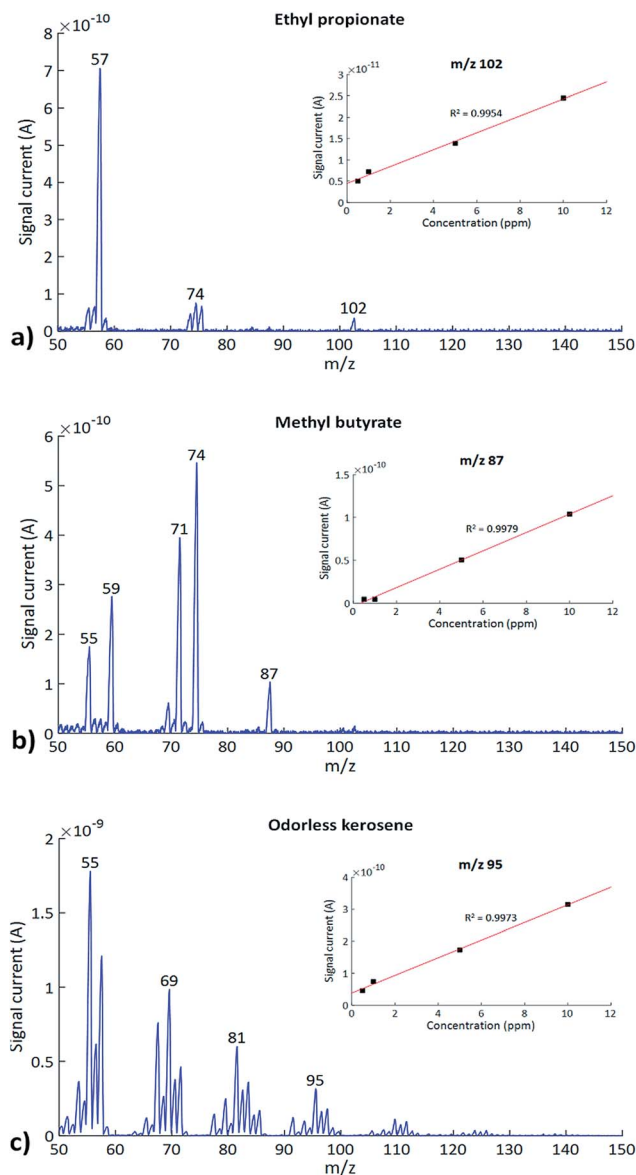 Ethyl propionate
×10⁻¹⁰
8
7
6
5
4
3
2
1
0
Signal current (A)
57
74
102
50 60 70 80 90 100 110 120 130 140 150
m/z
a)
m/z 102
×10⁻¹¹
3
2.5
2
1.5
1
0.5
0
Signal current (A)
R² = 0.9954
0 2 4 6 8 10 12
Concentration (ppm)
Methyl butyrate
×10⁻¹⁰
6
5
4
3
2
1
0
Signal current (A)
55
59
71
74
87
50 60 70 80 90 100 110 120 130 140 150
m/z
b)
m/z 87
×10⁻¹⁰
1.5
1
0.5
0
Signal current (A)
R² = 0.9979
0 2 4 6 8 10 12
Concentration (ppm)
Odorless kerosene
×10⁻⁹
2
1.5
1
0.5
0
Signal current (A)
55
69
81
95
50 60 70 80 90 100 110 120 130 140 150
m/z
c)
m/z 95
×10⁻¹⁰
4
3
2
1
0
Signal current (A)
R² = 0.9973
0 2 4 6 8 10 12
Concentration (ppm)